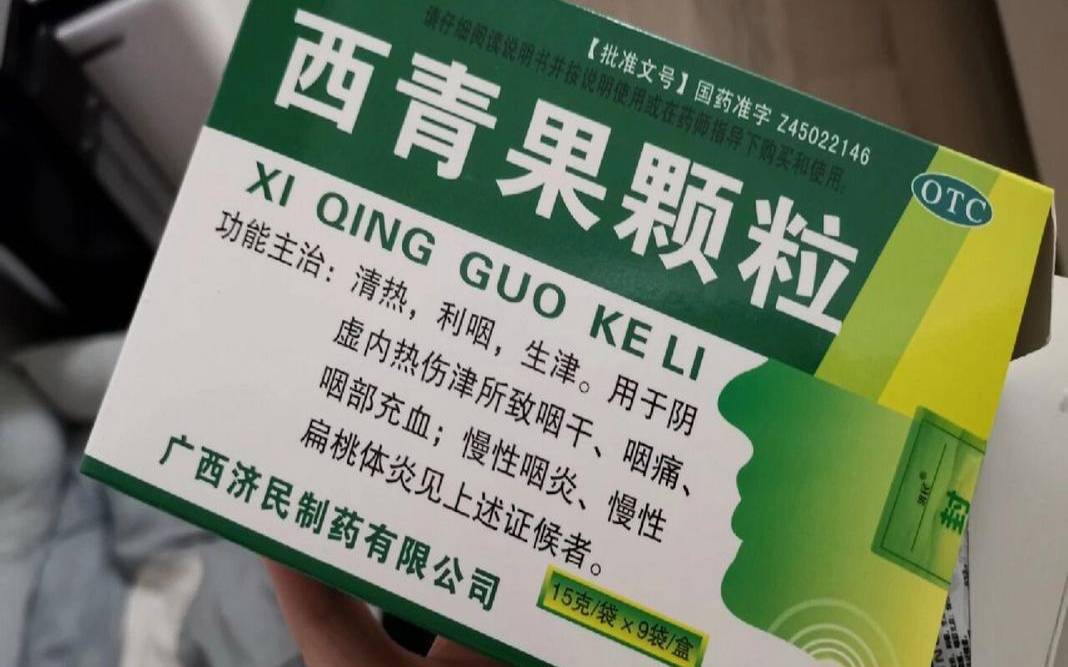 【批准文号】国药准字 Z45022146
请仔细阅读说明书并按说明使用或在药师指导下购买和使用。
西青果颗粒
OTC
XI QING GUO KE LI
功能主治：清热，利咽，生津。用于阴
虚内热伤津所致咽干、咽痛、
咽部充血；慢性咽炎、慢性
扁桃体炎见上述证候者。
广西济民制药有限公司
15克/袋×9袋/盒
封